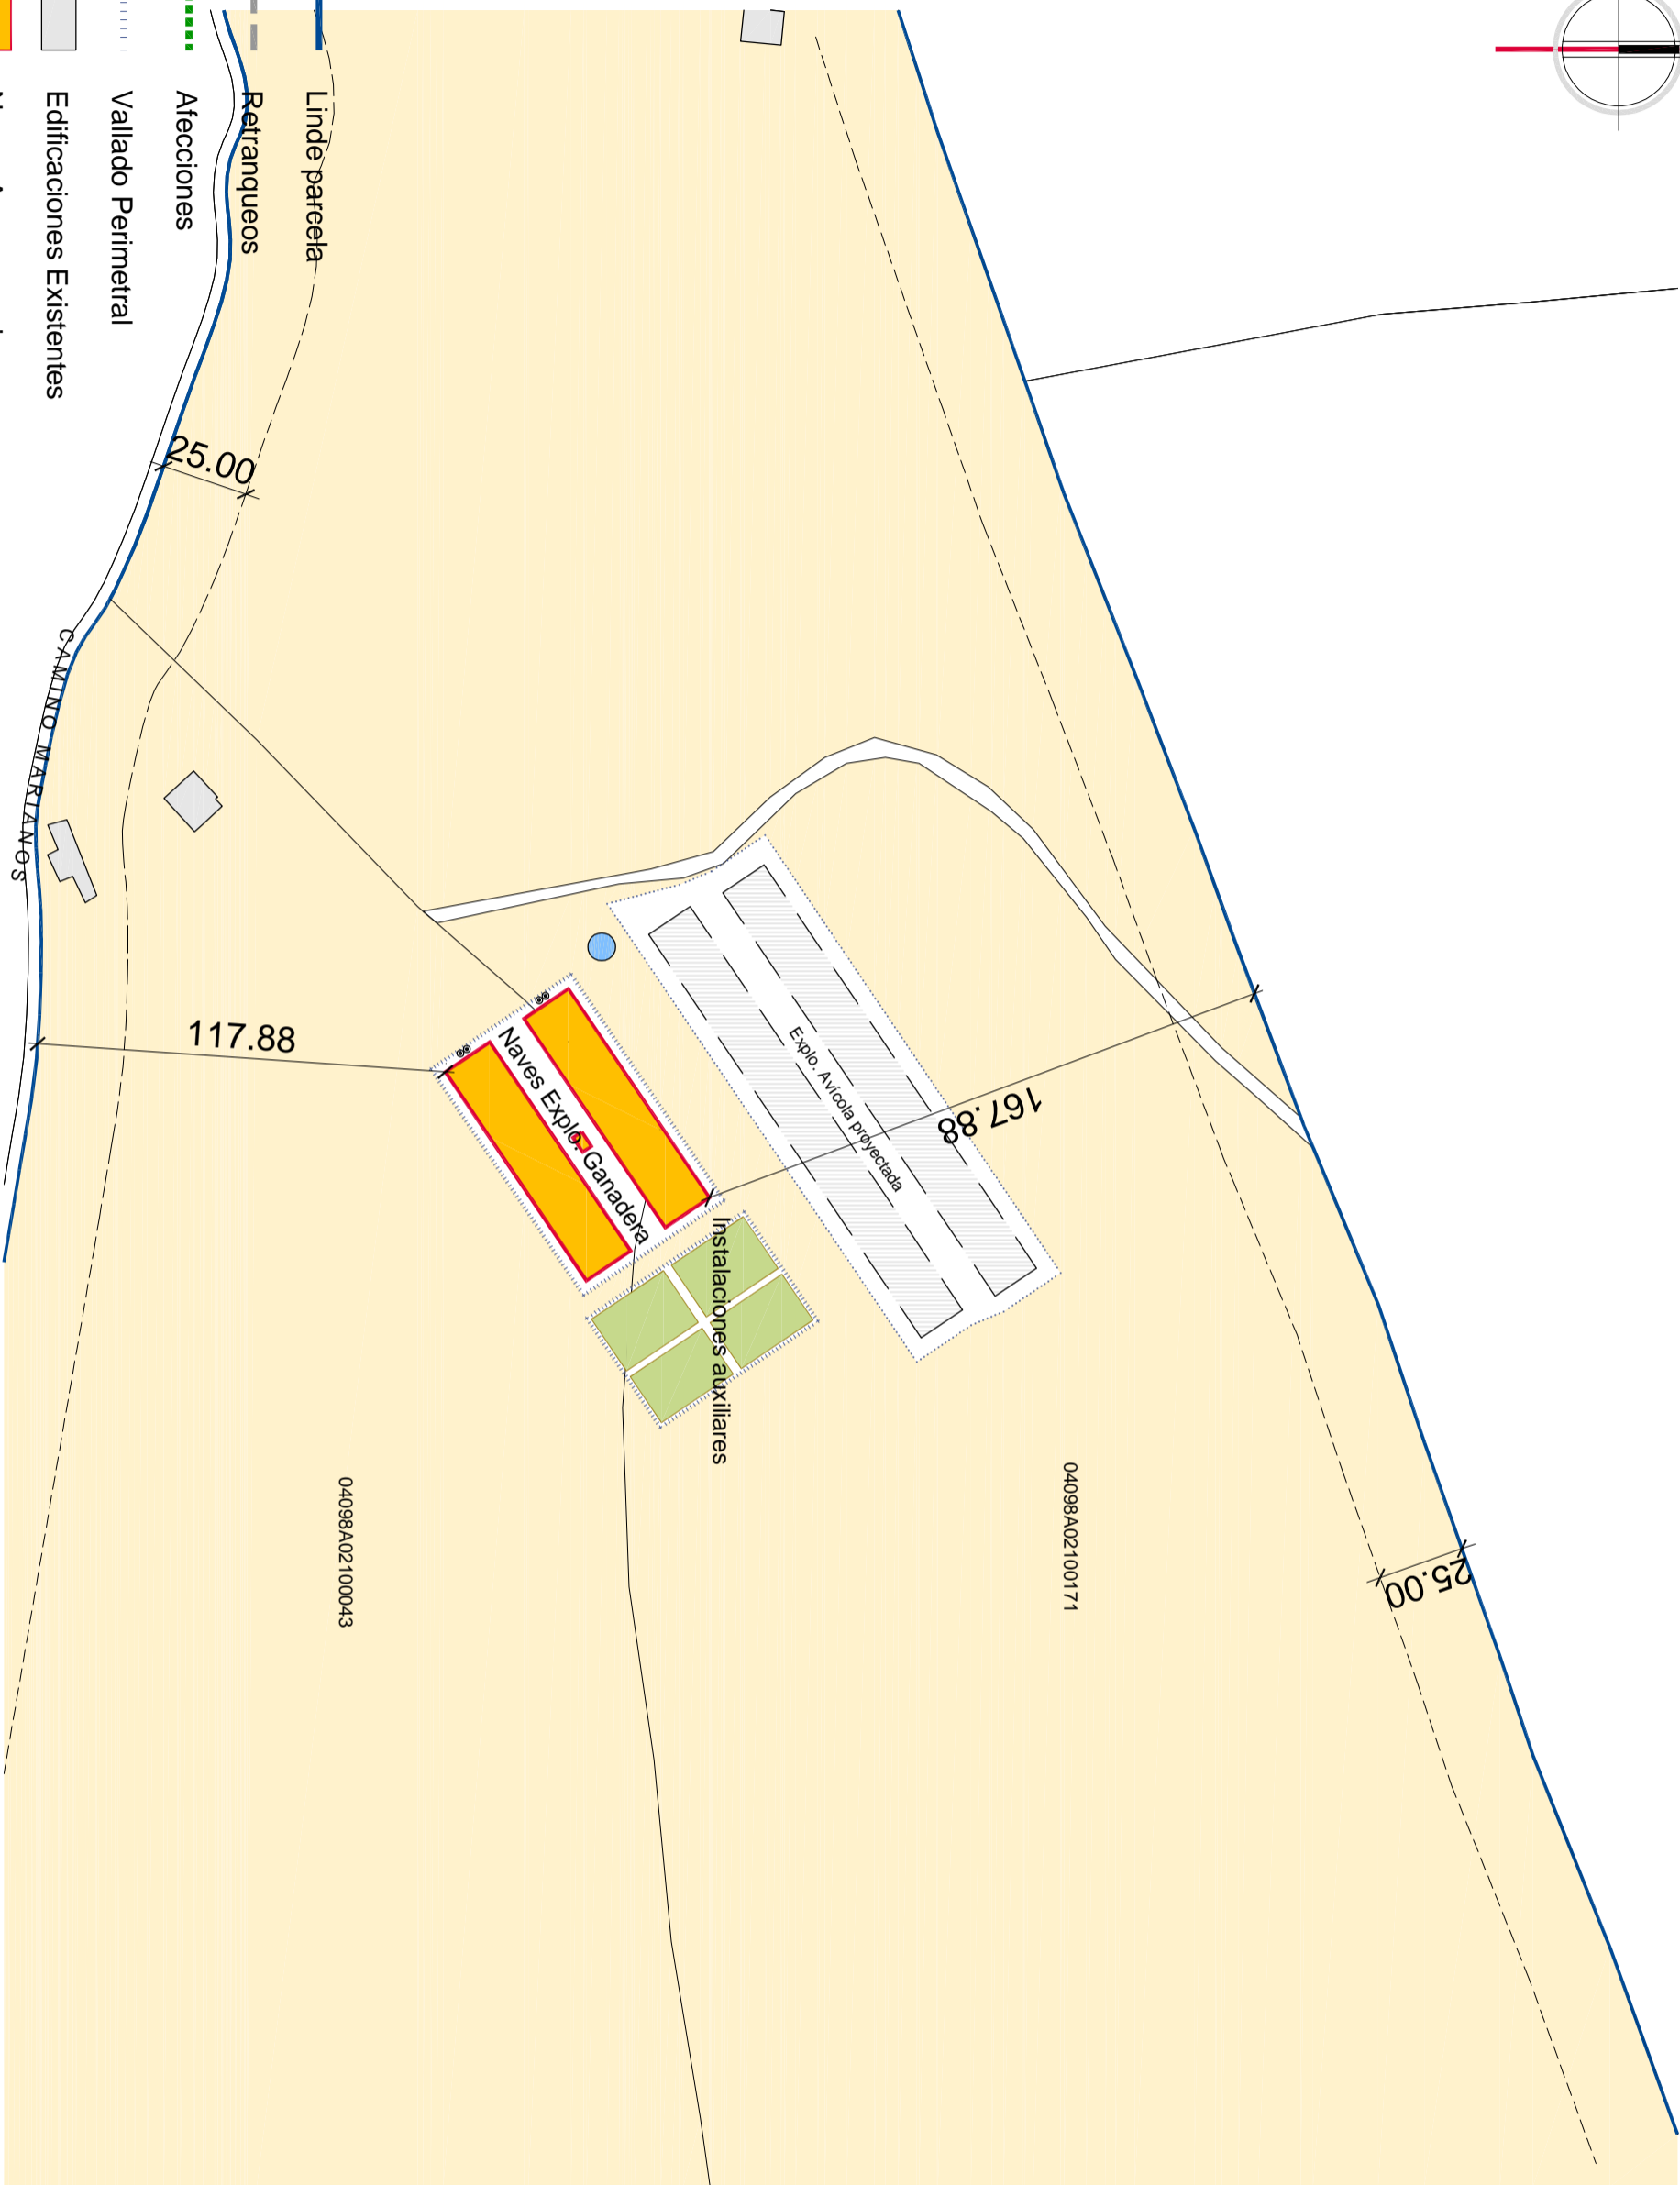 Linde parcela
Retranqueos
Afecciones
Vallado Perimetral
Edificaciones Existentes
25.00
CAMINO MARIANOS
117.88
Naves Explo. Ganadera
Explo. Avícola proyectada
167.88
Instalaciones auxiliares
04098A02100043
04098A02100171
25.00